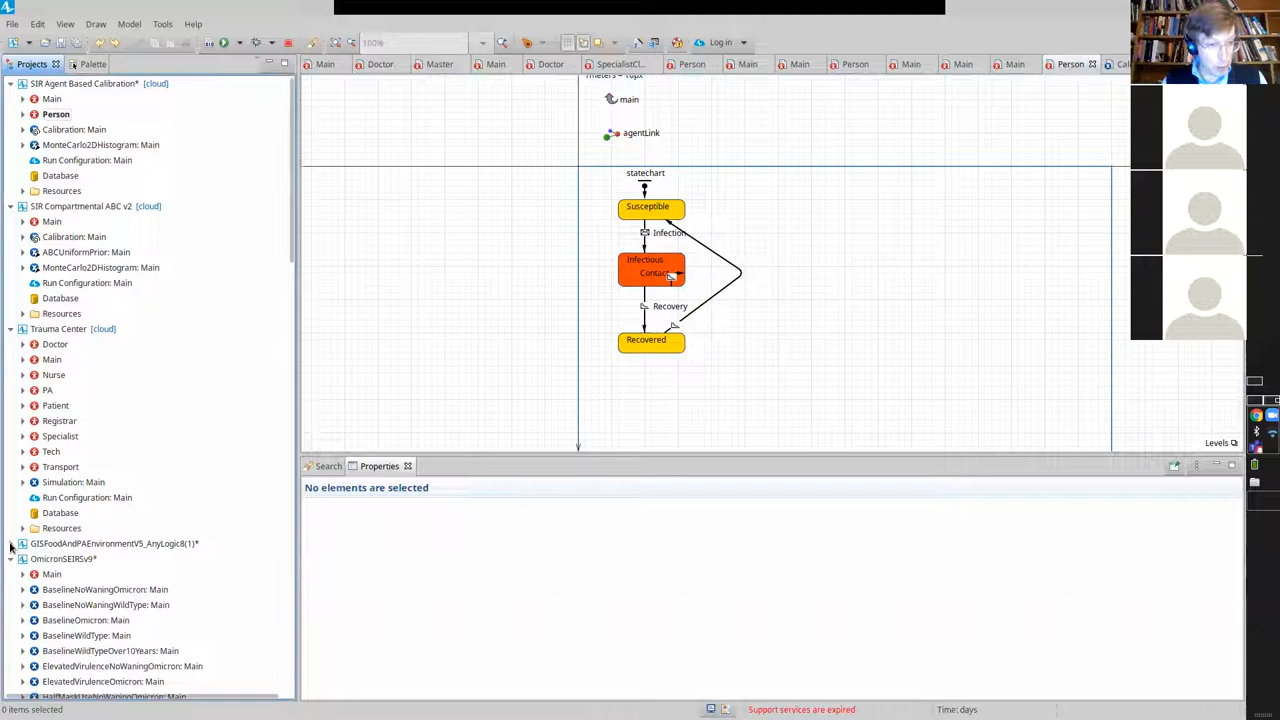 File Edit View Draw Model Tools Help
100%
Log in
Projects Palette
Main Doctor Master Main Doctor SpecialistCl... Person Main Person Main Main Main Person
SIR Agent Based Calibration* [cloud]
Main
Person
Calibration: Main
MonteCarlo2DHistogram: Main
Run Configuration: Main
Database
Resources
SIR Compartmental ABC v2 [cloud]
Main
Calibration: Main
ABCUniformPrior: Main
MonteCarlo2DHistogram: Main
Run Configuration: Main
Database
Resources
Trauma Center [cloud]
Doctor
Main
Nurse
PA
Patient
Registrar
Specialist
Tech
Transport
Simulation: Main
Run Configuration: Main
Database
Resources
GISFoodAndPAEnvironmentV5_AnyLogic8(1)*
OmicronSEIRSv9*
Main
BaselineNoWaningOmicron: Main
BaselineNoWaningWildType: Main
BaselineOmicron: Main
BaselineWildType: Main
BaselineWildTypeOver10Years: Main
ElevatedVirulenceNoWaningOmicron: Main
ElevatedVirulenceOmicron: Main
HalfMaskUseNoWaningOmicron: Main
main
agentLink
statechart
Susceptible
Infection
Infectious
Contact
Recovery
Recovered
Levels
Search Properties
No elements are selected
0 items selected
Support services are expired
Time: days